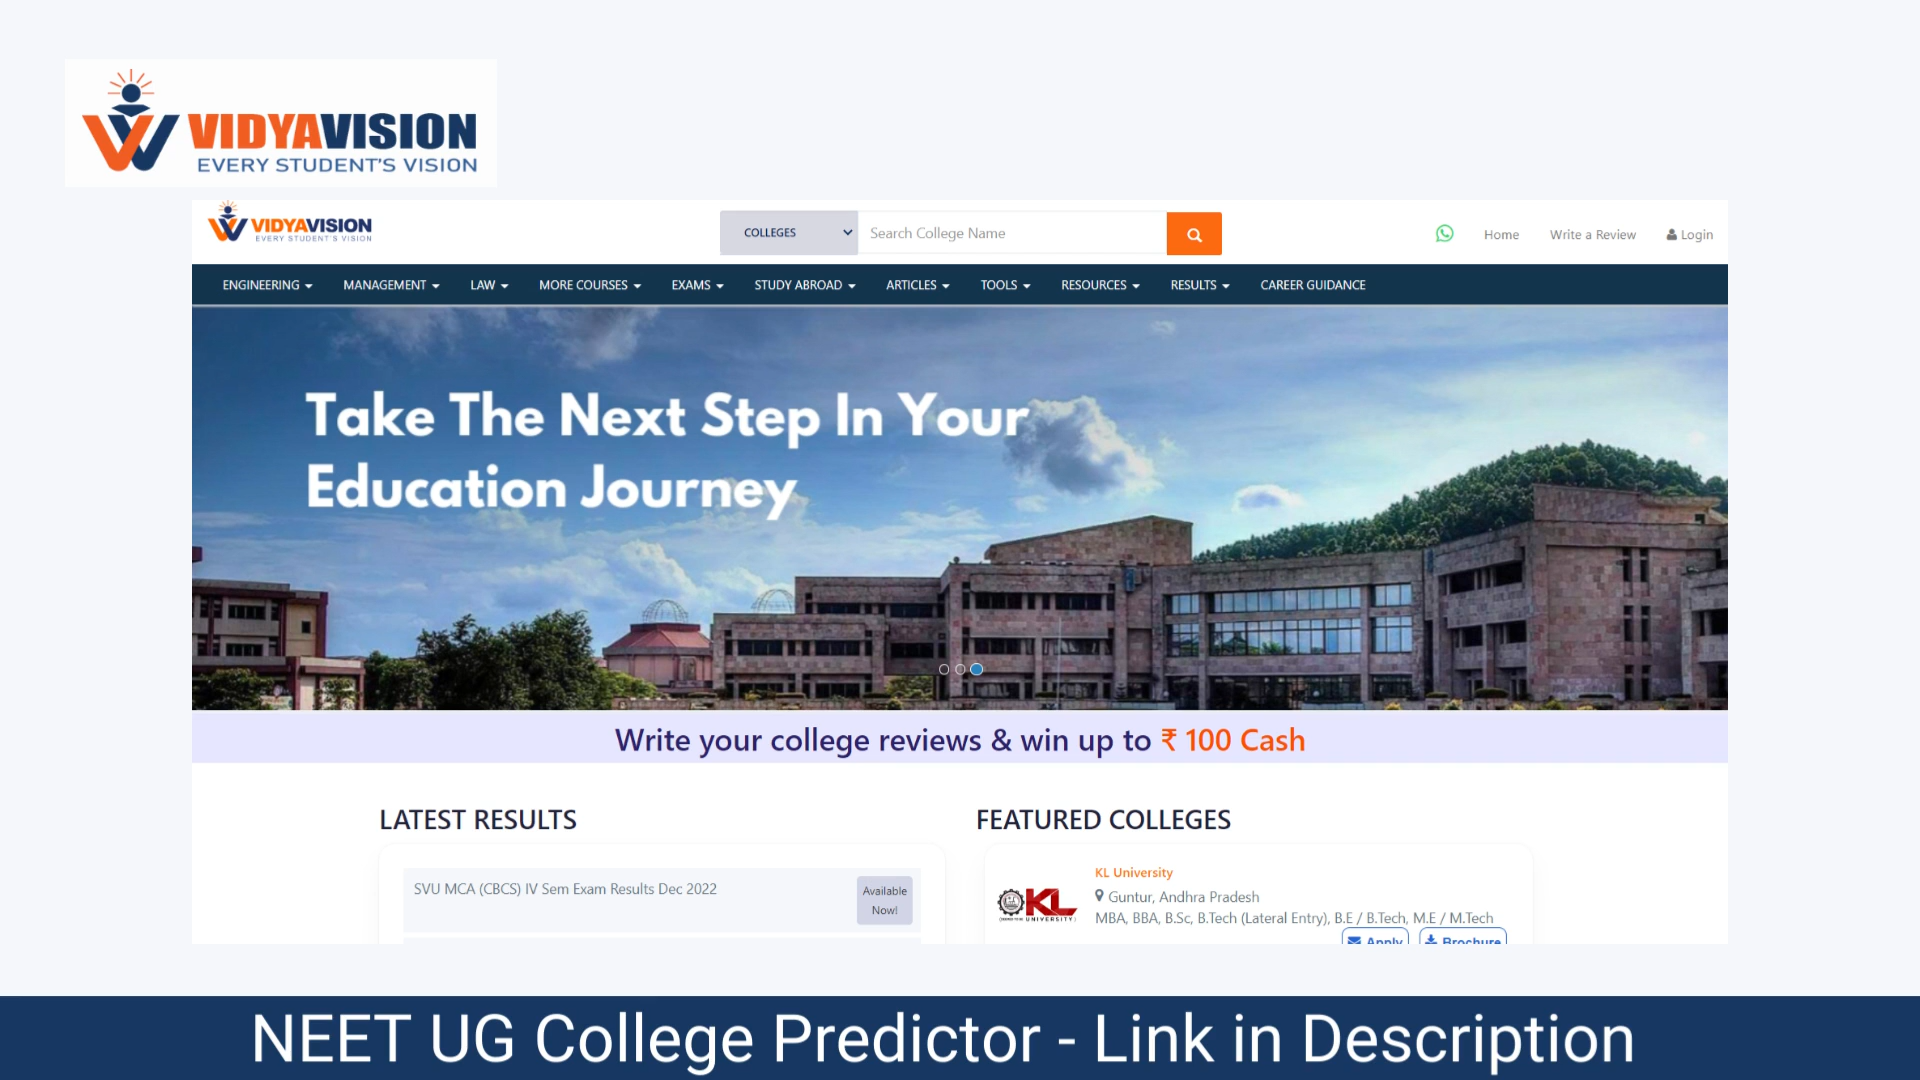 VIDYAVISION
EVERY STUDENT'S VISION
VIDYAVISION
EVERY STUDENT'S VISION
COLLEGES
Search College Name
Home
Write a Review
Login
ENGINEERING
MANAGEMENT
LAW
MORE COURSES
EXAMS
STUDY ABROAD
ARTICLES
TOOLS
RESOURCES
RESULTS
CAREER GUIDANCE
Take The Next Step In Your
Education Journey
Write your college reviews & win up to ₹ 100 Cash
LATEST RESULTS
SVU MCA (CBCS) IV Sem Exam Results Dec 2022
Available
Now!
FEATURED COLLEGES
KL
UNIVERSITY
KL University
Guntur, Andhra Pradesh
MBA, BBA, B.Sc, B.Tech (Lateral Entry), B.E / B.Tech, M.E / M.Tech
Apply
Brochure
NEET UG College Predictor - Link in Description